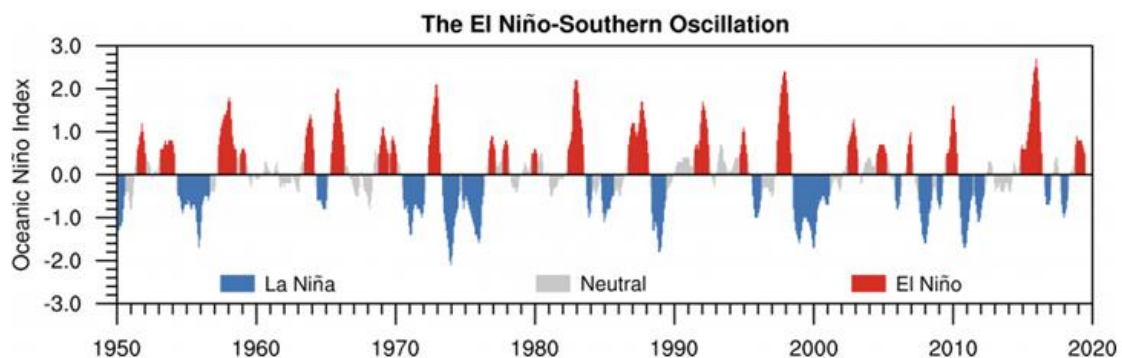 The El Niño-Southern Oscillation
Oceanic Niño Index
3.0
2.0
1.0
0.0
-1.0
-2.0
-3.0
La Niña Neutral El Niño
1950 1960 1970 1980 1990 2000 2010 2020